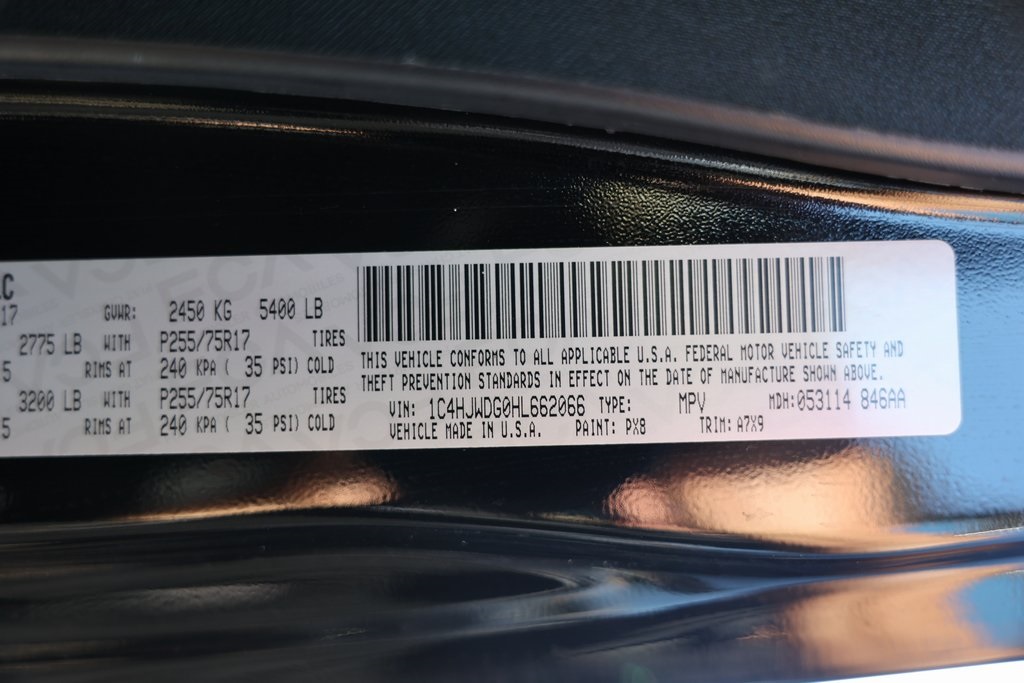 LC
17 GVWR: 2450 KG 5400 LB
2775 LB WITH P255/75R17 TIRES
5 RIMS AT 240 KPA ( 35 PSI) COLD
3200 LB WITH P255/75R17 TIRES
5 RIMS AT 240 KPA ( 35 PSI) COLD
THIS VEHICLE CONFORMS TO ALL APPLICABLE U.S.A. FEDERAL MOTOR VEHICLE SAFETY AND
THEFT PREVENTION STANDARDS IN EFFECT ON THE DATE OF MANUFACTURE SHOWN ABOVE.
VIN: 1C4HJWDG0HL662066 TYPE: MPV MDH:053114 846AA
VEHICLE MADE IN U.S.A. PAINT: PX8 TRIM: A7X9